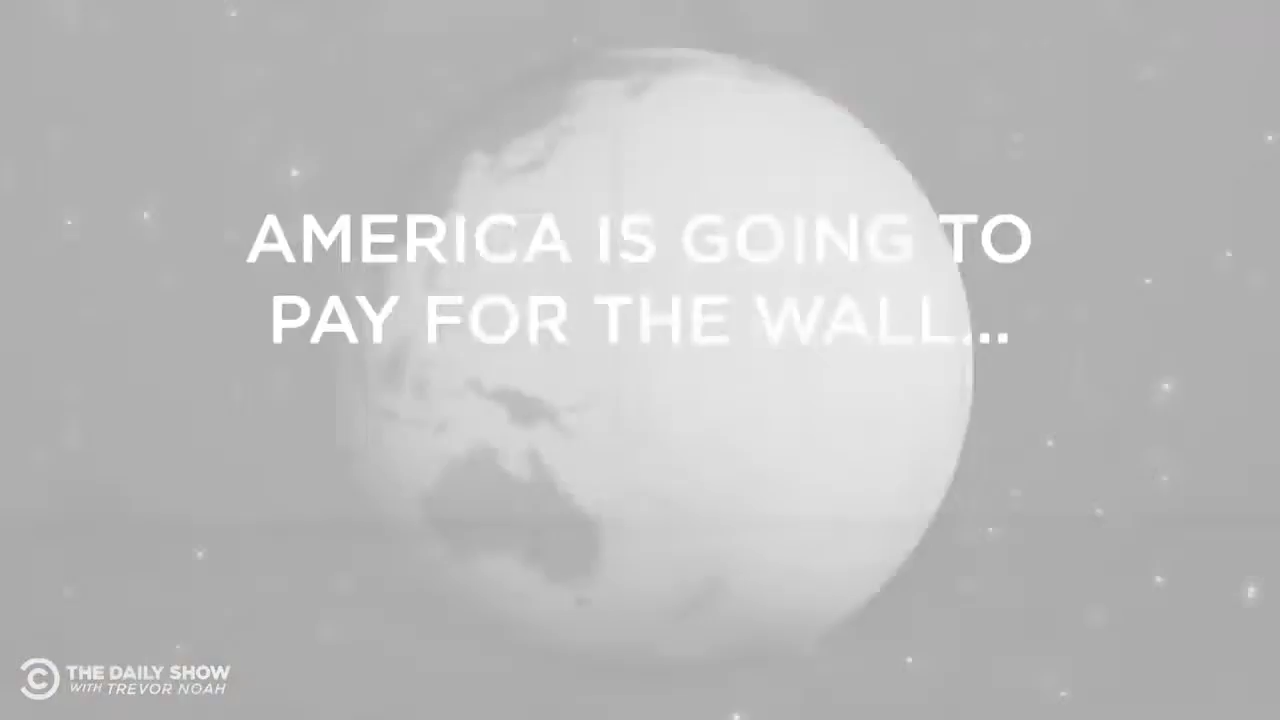 AMERICA IS GOING TO
PAY FOR THE WALL...
THE DAILY SHOW
WITH TREVOR NOAH